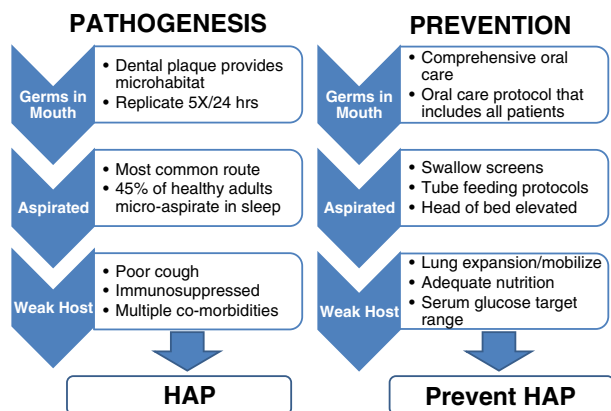 PATHOGENESIS
Germs in
Mouth
• Dental plaque provides
microhabitat
• Replicate 5X/24 hrs
Aspirated
• Most common route
• 45% of healthy adults
micro-aspirate in sleep
Weak Host
• Poor cough
• Immunosuppressed
• Multiple co-morbidities
HAP
PREVENTION
Germs in
Mouth
• Comprehensive oral
care
• Oral care protocol that
includes all patients
Aspirated
• Swallow screens
• Tube feeding protocols
• Head of bed elevated
Weak Host
• Lung expansion/mobilize
• Adequate nutrition
• Serum glucose target
range
Prevent HAP